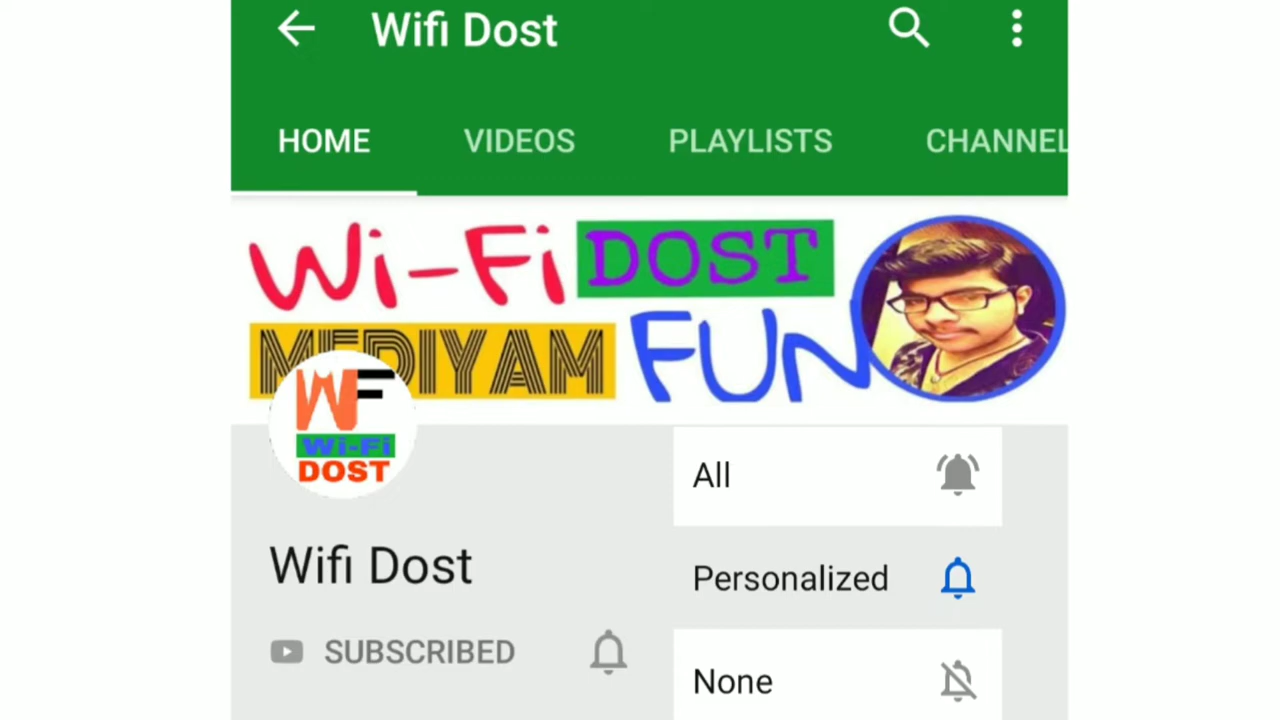 Wifi Dost
HOME VIDEOS PLAYLISTS CHANNEL
Wi-Fi DOST
MEDIYAM FUN
WF
Wi-Fi
DOST
All
Wifi Dost
Personalized
SUBSCRIBED
None